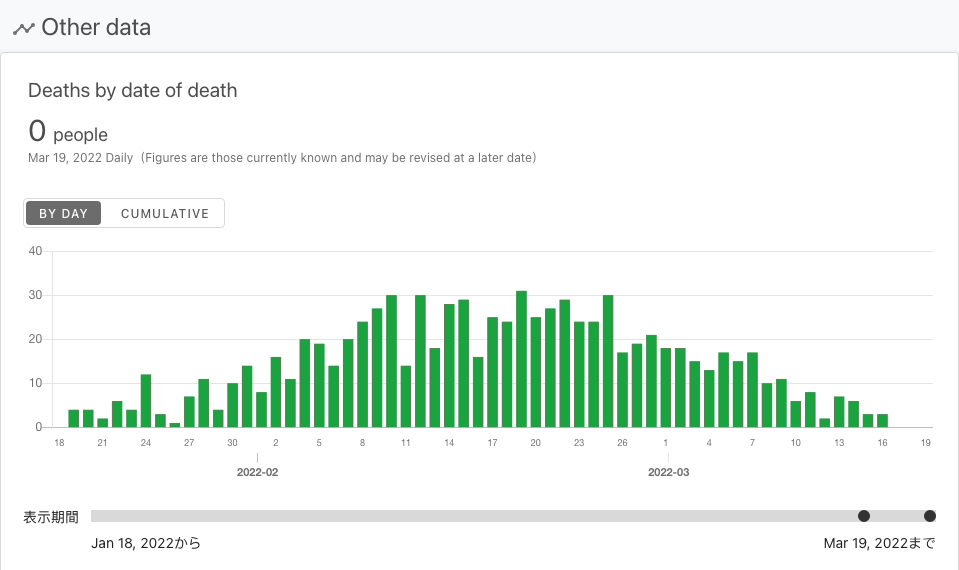 Other data
Deaths by date of death
0 people
Mar 19, 2022 Daily (Figures are those currently known and may be revised at a later date)
BY DAY CUMULATIVE
40
30
20
10
0
18 21 24 27 30 2 5 8 11 14 17 20 23 26 1 4 7 10 13 16 19
2022-02 2022-03
表示期間
Jan 18, 2022から Mar 19, 2022まで